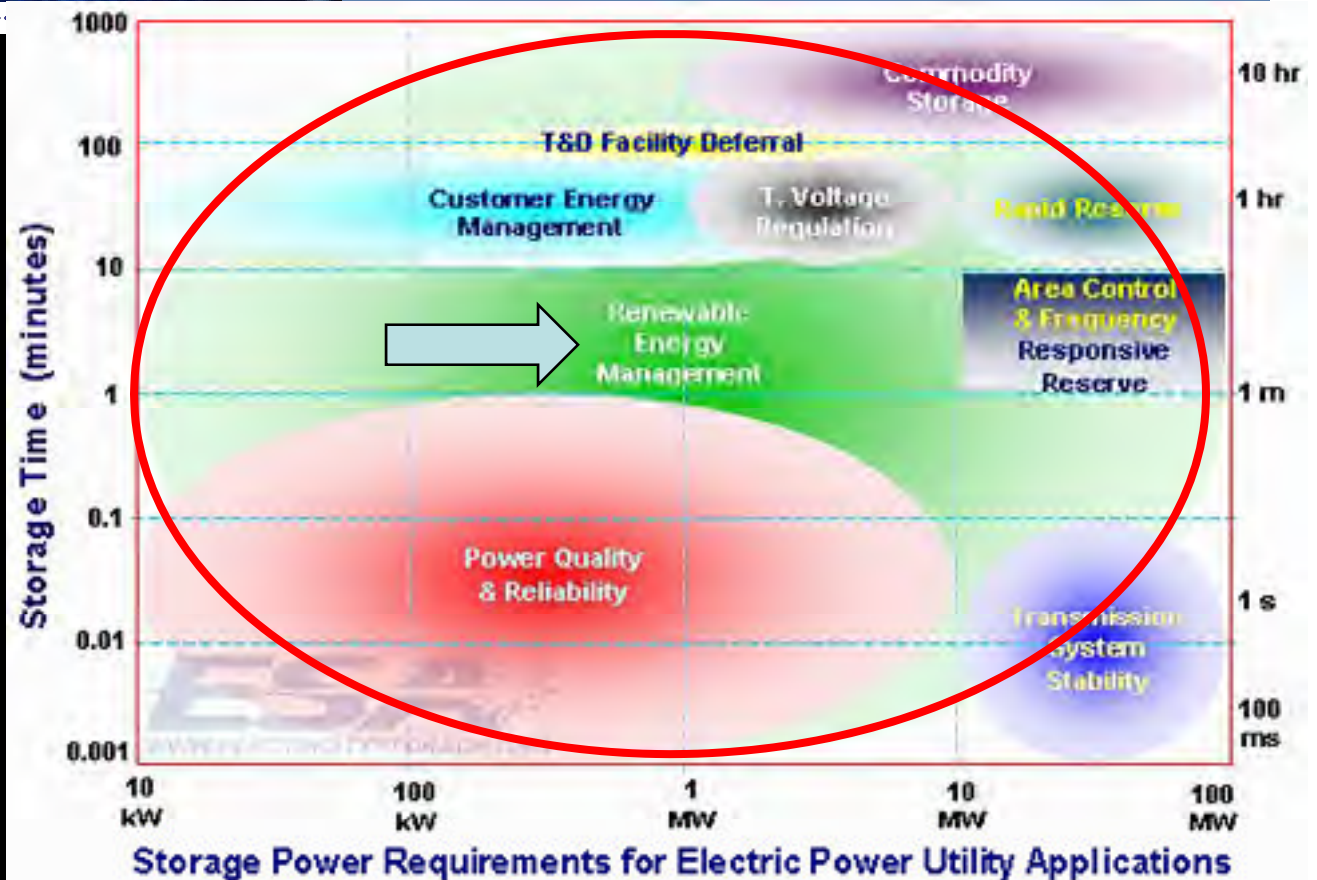 1000
100
10
1
0.1
0.01
0.001
Storage Time (minutes)
Commodity
Storage
T&D Facility Deferral
Customer Energy
Management
T. Voltage
Regulation
Rapid Reserve
Renewable
Energy
Management
Area Control
& Frequency
Responsive
Reserve
Power Quality
& Reliability
Transmission
System
Stability
ESA
10 hr
1 hr
1 m
1 s
100
ms
10
kW
100
kW
1
MW
10
MW
100
MW
Storage Power Requirements for Electric Power Utility Applications